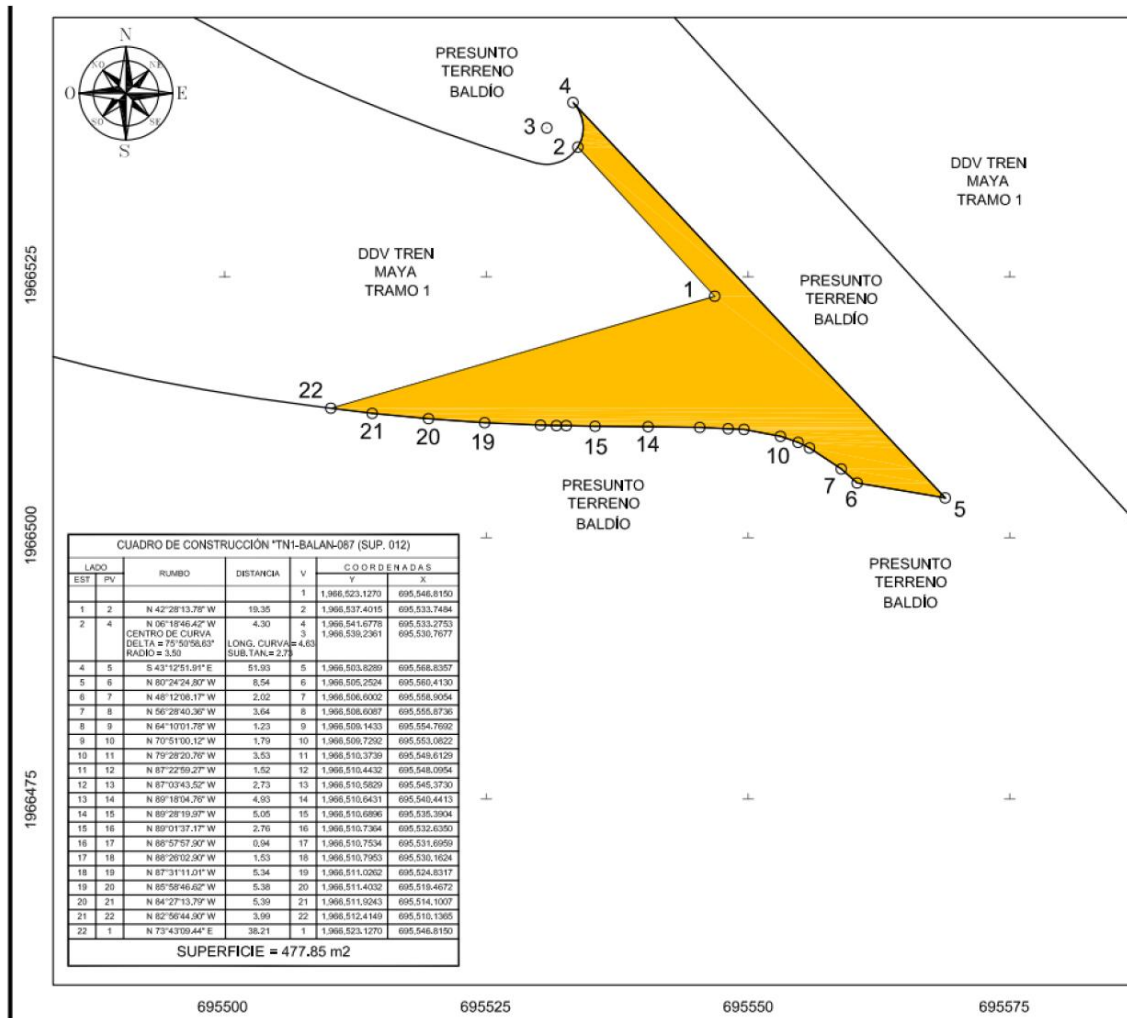 N
NO
NE
O
E
SO
SE
S
PRESUNTO
TERRENO
BALDÍO
4
3
2
DDV TREN
MAYA
TRAMO 1
DDV TREN
MAYA
TRAMO 1
PRESUNTO
TERRENO
BALDÍO
1
1966525
22
21
20
19
15
14
10
7
6
5
PRESUNTO
TERRENO
BALDÍO
PRESUNTO
TERRENO
BALDÍO
1966500
1966475
CUADRO DE CONSTRUCCIÓN "TN1-BALAN-087 (SUP. 012)
LADO RUMBO DISTANCIA V COORDENADAS
EST PV Y X
1 1,966,523.1270 695,546.8150
1 2 N 42°28'13.78" W 19.35 2 1,966,537.4015 695,533.7484
2 4 N 06°18'46.42" W 4.30 4 1,966,541.6778 695,533.2753
CENTRO DE CURVA 3 1,966,539.2361 695,530.7677
DELTA = 75°50'58.63" LONG. CURVA = 4.63
RADIO = 3.50 SUB.TAN.= 2.73
4 5 S 43°12'51.91" E 51.93 5 1,966,503.8289 695,568.8357
5 6 N 80°24'24.80" W 8.54 6 1,966,505.2524 695,560.4130
6 7 N 48°12'08.17" W 2.02 7 1,966,506.6002 695,558.9054
7 8 N 56°28'40.36" W 3.64 8 1,966,508.6087 695,555.8736
8 9 N 64°10'01.78" W 1.23 9 1,966,509.1433 695,554.7692
9 10 N 70°51'00.12" W 1.79 10 1,966,509.7292 695,553.0822
10 11 N 79°28'20.76" W 3.53 11 1,966,510.3739 695,549.6129
11 12 N 87°22'59.27" W 1.52 12 1,966,510.4432 695,548.0954
12 13 N 87°03'43.52" W 2.73 13 1,966,510.5829 695,545.3730
13 14 N 89°18'04.76" W 4.93 14 1,966,510.6431 695,540.4413
14 15 N 89°28'19.97" W 5.05 15 1,966,510.6896 695,535.3904
15 16 N 89°01'37.17" W 2.76 16 1,966,510.7364 695,532.6350
16 17 N 88°57'57.90" W 0.94 17 1,966,510.7534 695,531.6959
17 18 N 88°26'02.90" W 1.53 18 1,966,510.7953 695,530.1624
18 19 N 87°31'11.01" W 5.34 19 1,966,511.0262 695,524.8317
19 20 N 85°58'46.62" W 5.38 20 1,966,511.4032 695,519.4672
20 21 N 84°27'13.79" W 5.39 21 1,966,511.9243 695,514.1007
21 22 N 82°56'44.90" W 3.99 22 1,966,512.4149 695,510.1365
22 1 N 73°43'09.44" E 38.21 1 1,966,523.1270 695,546.8150
SUPERFICIE = 477.85 m2
695500
695525
695550
695575